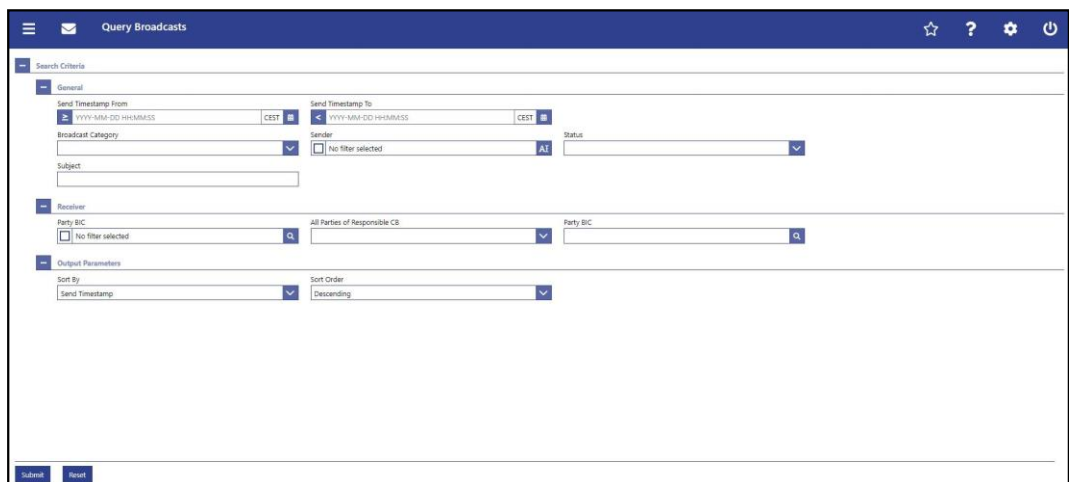 Query Broadcasts
?
Search Criteria
General
Send Timestamp From
Send Timestamp To
≥ YYYY-MM-DD HH:MM:SS CEST
< YYYY-MM-DD HH:MM:SS CEST
Broadcast Category
Sender
Status
No filter selected
Subject
Receiver
Party BIC
All Parties of Responsible CB
Party BIC
No filter selected
Output Parameters
Sort By
Sort Order
Send Timestamp
Descending
Submit
Reset